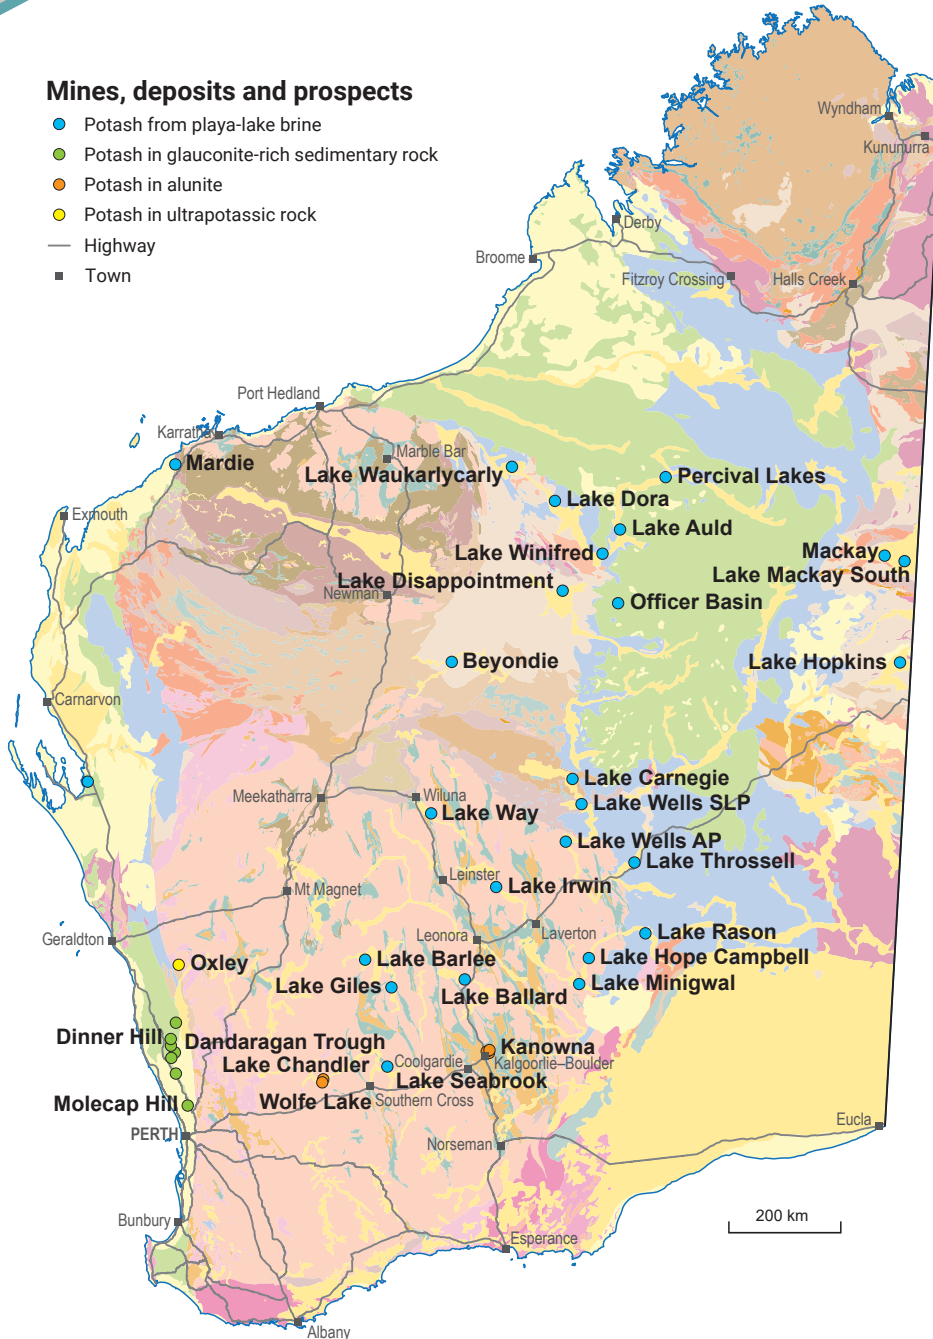 Mines, deposits and prospects
Potash from playa-lake brine
Potash in glauconite-rich sedimentary rock
Potash in alunite
Potash in ultrapotassic rock
Highway
Town
Wyndham
Kununurra
Derby
Broome
Fitzroy Crossing
Halls Creek
Port Hedland
Karratha
Marble Bar
Mardie
Lake Waukarlycarly
Percival Lakes
Lake Dora
Exmouth
Lake Auld
Lake Winifred
Mackay
Lake Mackay South
Lake Disappointment
Newman
Officer Basin
Beyondie
Lake Hopkins
Carnarvon
Lake Carnegie
Meekatharra
Wiluna
Lake Wells SLP
Lake Way
Lake Wells AP
Lake Throssell
Leinster
Lake Irwin
Mt Magnet
Geraldton
Leonora
Laverton
Lake Rason
Oxley
Lake Barlee
Lake Hope Campbell
Lake Giles
Lake Ballard
Lake Minigwal
Dinner Hill
Dandaragan Trough
Kanowna
Lake Chandler
Coolgardie
Kalgoorlie–Boulder
Lake Seabrook
Wolfe Lake
Southern Cross
Molecap Hill
PERTH
Eucla
Norseman
200 km
Bunbury
Esperance
Albany